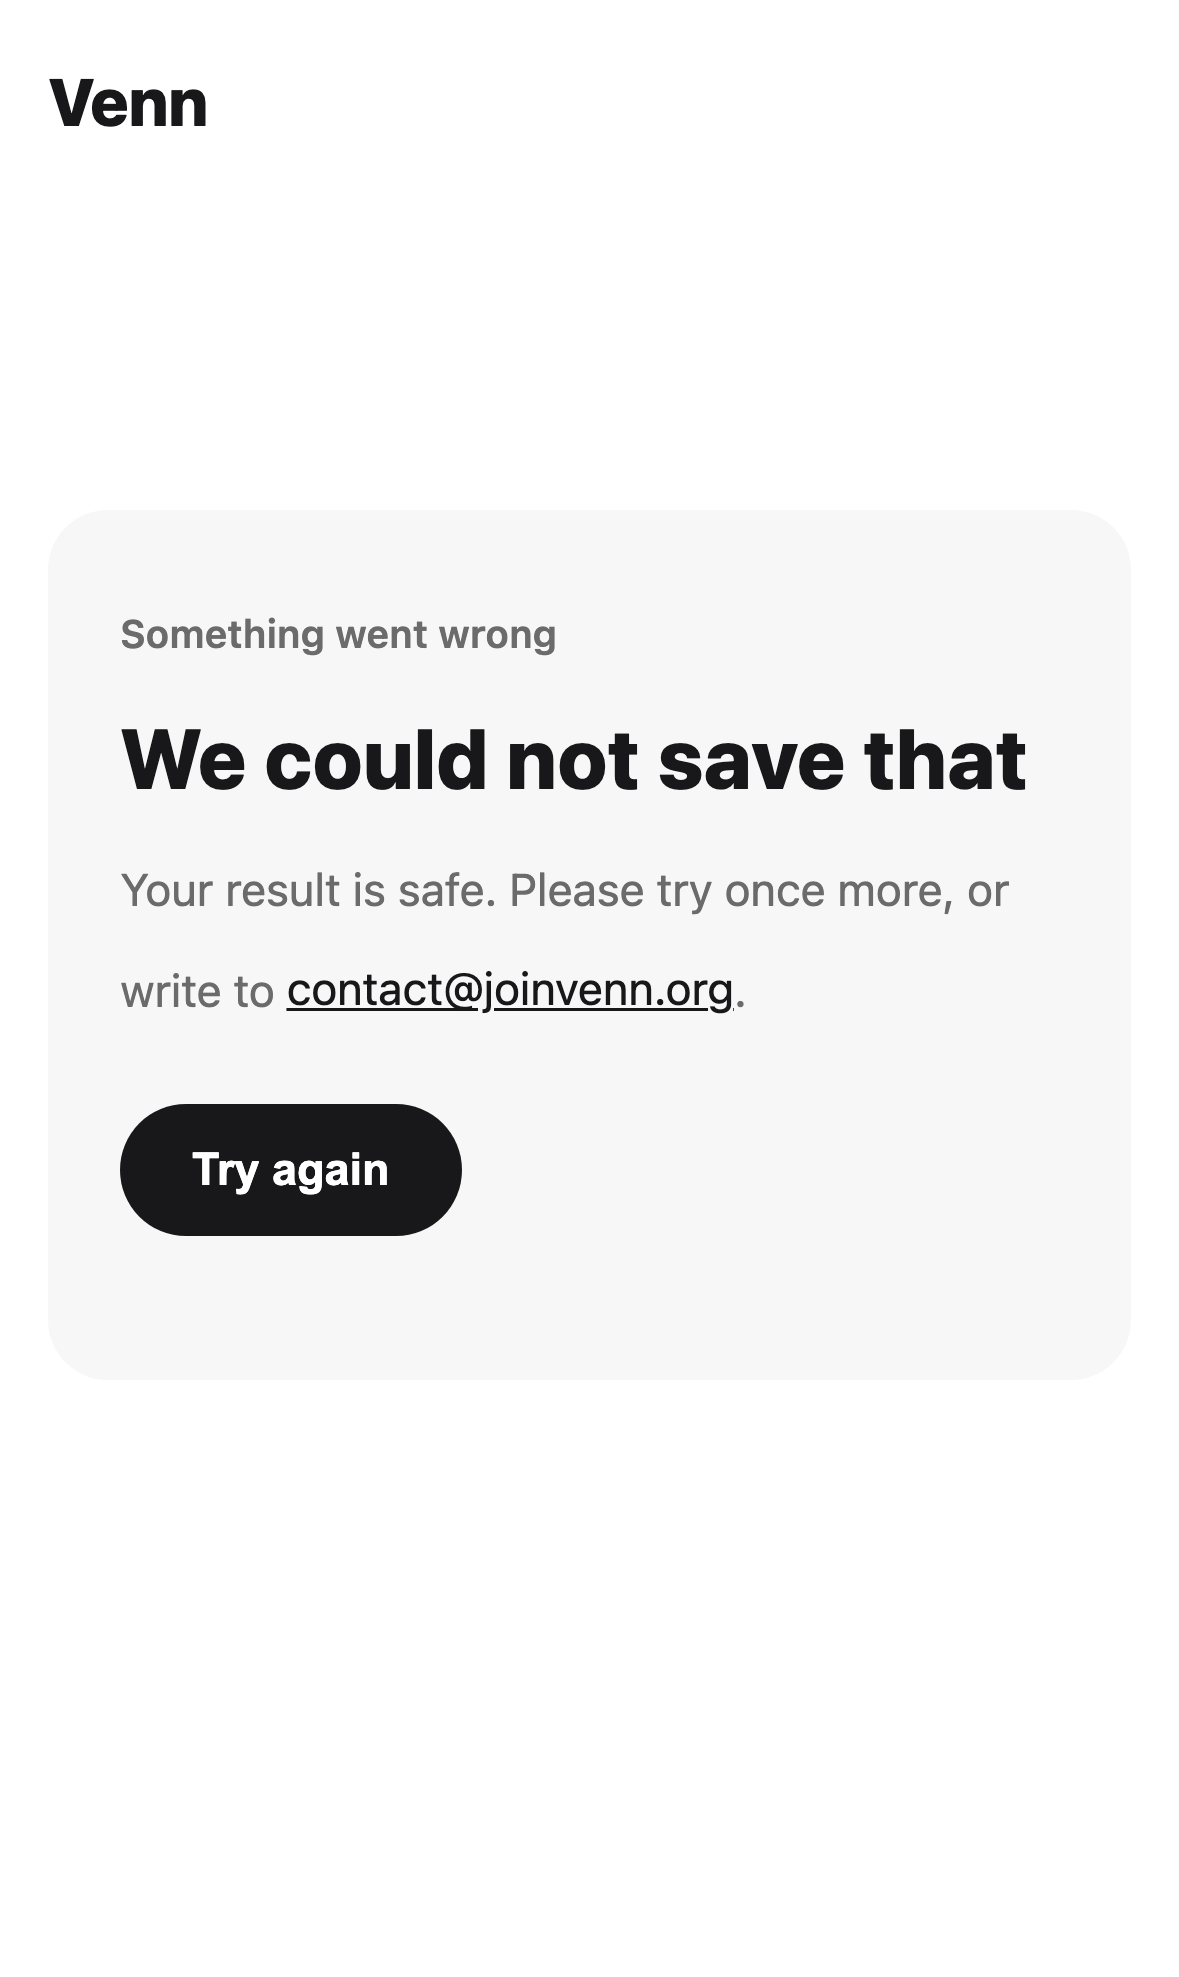 Venn
Something went wrong
We could not save that
Your result is safe. Please try once more, or
write to contact@joinvenn.org.
Try again